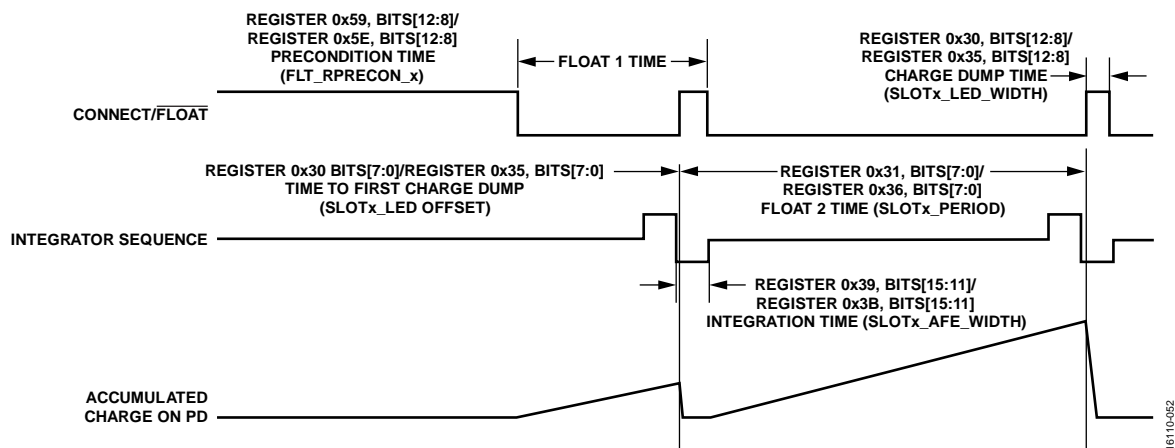 REGISTER 0x59, BITS[12:8]/
REGISTER 0x5E, BITS[12:8]
PRECONDITION TIME
(FLT_RPRECON_x)
FLOAT 1 TIME
REGISTER 0x30, BITS[12:8]/
REGISTER 0x35, BITS[12:8]
CHARGE DUMP TIME
(SLOTx_LED_WIDTH)
CONNECT/FLOAT
REGISTER 0x30 BITS[7:0]/REGISTER 0x35, BITS[7:0]
TIME TO FIRST CHARGE DUMP
(SLOTx_LED OFFSET)
REGISTER 0x31, BITS[7:0]/
REGISTER 0x36, BITS[7:0]
FLOAT 2 TIME (SLOTx_PERIOD)
INTEGRATOR SEQUENCE
REGISTER 0x39, BITS[15:11]/
REGISTER 0x3B, BITS[15:11]
INTEGRATION TIME (SLOTx_AFE_WIDTH)
ACCUMULATED
CHARGE ON PD
16110-052